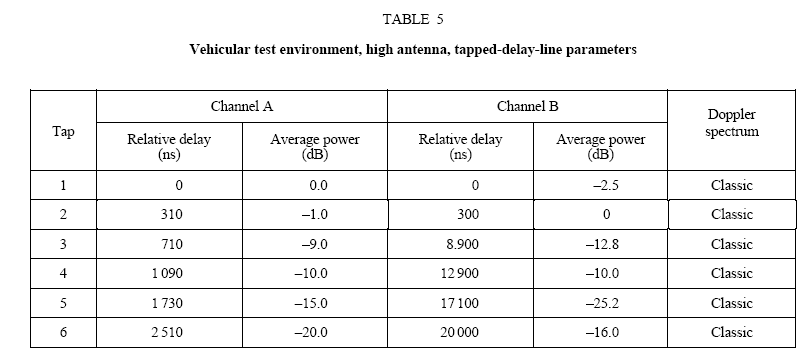 TABLE 5
Vehicular test environment, high antenna, tapped-delay-line parameters
Tap Channel A Channel B Doppler spectrum
Relative delay (ns) Average power (dB) Relative delay (ns) Average power (dB)
1 0 0.0 0 –2.5 Classic
2 310 –1.0 300 0 Classic
3 710 –9.0 8.900 –12.8 Classic
4 1 090 –10.0 12 900 –10.0 Classic
5 1 730 –15.0 17 100 –25.2 Classic
6 2 510 –20.0 20 000 –16.0 Classic